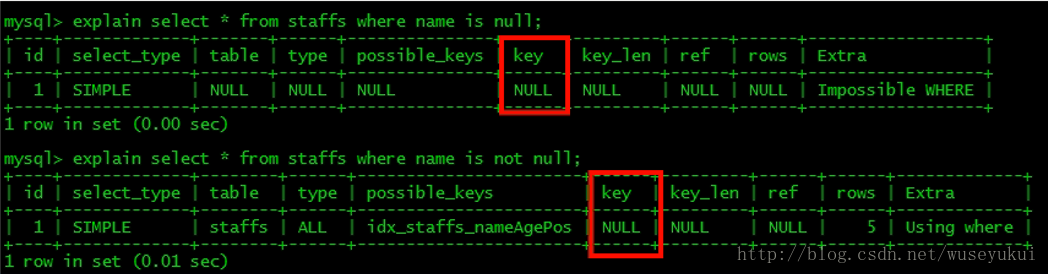 mysql> explain select * from staffs where name is null;
+----+-------------+-------+------+---------------+------+---------+------+------+------------------+
| id | select_type | table | type | possible_keys | key | key_len | ref | rows | Extra |
+----+-------------+-------+------+---------------+------+---------+------+------+------------------+
| 1 | SIMPLE | NULL | NULL | NULL | NULL | NULL | NULL | NULL | Impossible WHERE |
+----+-------------+-------+------+---------------+------+---------+------+------+------------------+
1 row in set (0.00 sec)
mysql> explain select * from staffs where name is not null;
+----+-------------+--------+------+-----------------------+------+---------+------+------+-------------+
| id | select_type | table | type | possible_keys | key | key_len | ref | rows | Extra |
+----+-------------+--------+------+-----------------------+------+---------+------+------+-------------+
| 1 | SIMPLE | staffs | ALL | idx_staffs_nameAgePos | NULL | NULL | NULL | 5 | Using where |
+----+-------------+--------+------+-----------------------+------+---------+------+------+-------------+
1 row in set (0.01 sec)
http://blog.csdn.net/wuseyukui